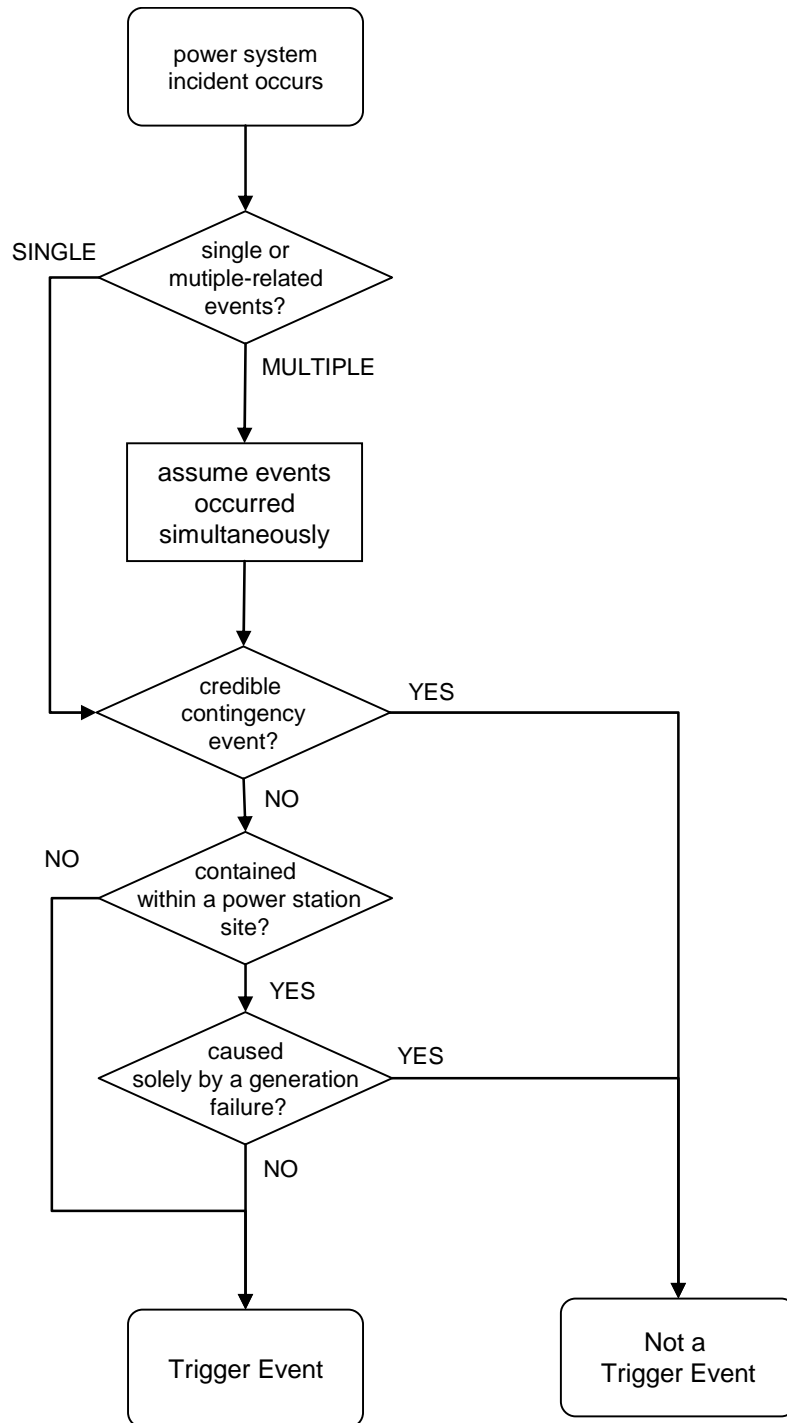 power system
incident occurs
SINGLE
single or
mutiple-related
events?
MULTIPLE
assume events
occurred
simultaneously
credible
contingency
event?
YES
NO
NO
contained
within a power station
site?
YES
caused
solely by a generation
failure?
YES
NO
Trigger Event
Not a
Trigger Event